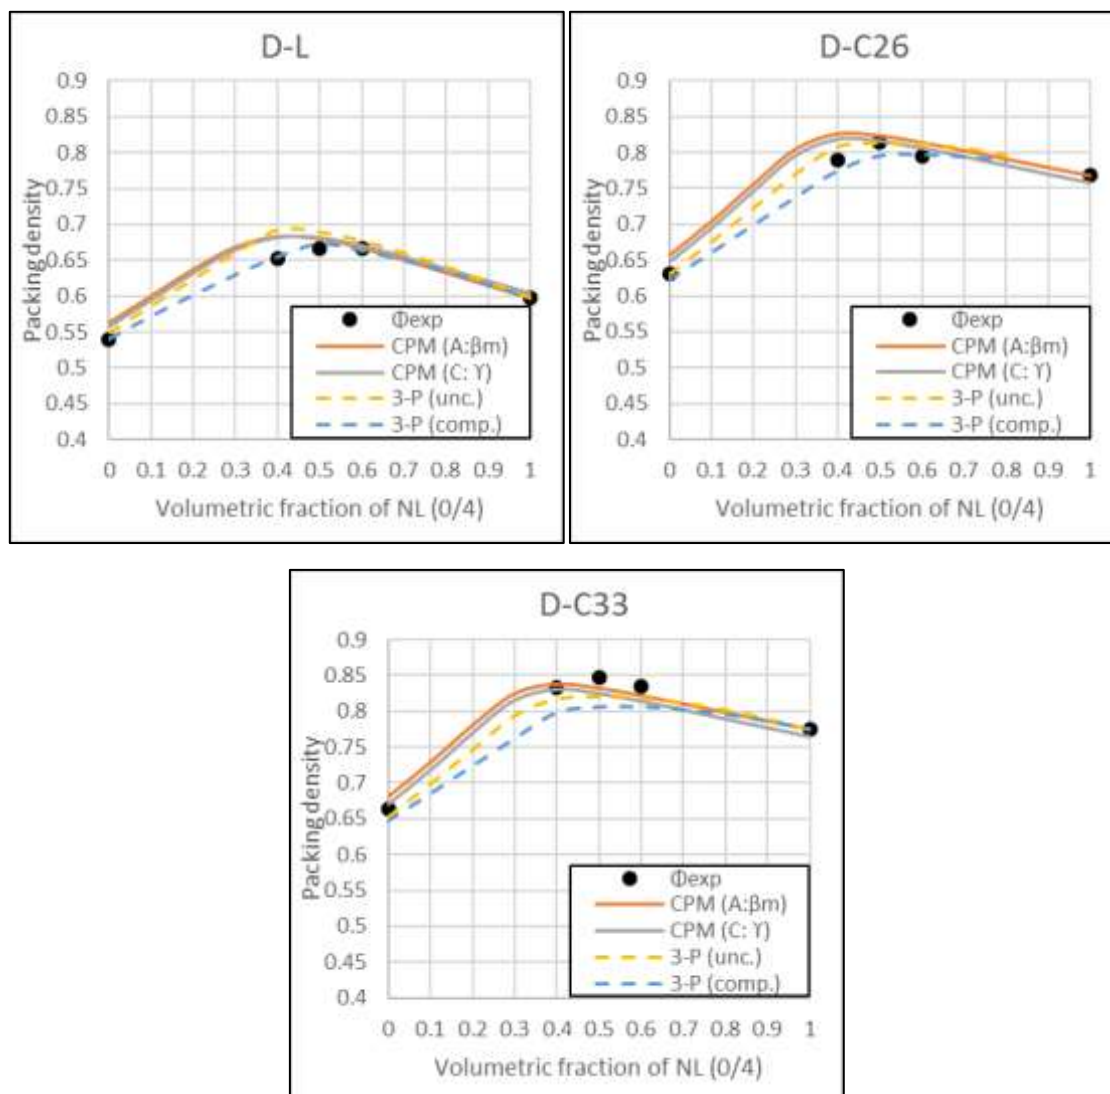 D-L
0.9
0.85
0.8
0.75
0.7
0.65
0.6
0.55
0.5
0.45
0.4
Packing density
Φexp
CPM (A:βm)
CPM (C: ϒ)
3-P (unc.)
3-P (comp.)
0 0.1 0.2 0.3 0.4 0.5 0.6 0.7 0.8 0.9 1
Volumetric fraction of NL (0/4)
D-C26
0.9
0.85
0.8
0.75
0.7
0.65
0.6
0.55
0.5
0.45
0.4
Packing density
Φexp
CPM (A:βm)
CPM (C: ϒ)
3-P (unc.)
3-P (comp.)
0 0.1 0.2 0.3 0.4 0.5 0.6 0.7 0.8 0.9 1
Volumetric fraction of NL (0/4)
D-C33
0.9
0.85
0.8
0.75
0.7
0.65
0.6
0.55
0.5
0.45
0.4
Packing density
Φexp
CPM (A:βm)
CPM (C: ϒ)
3-P (unc.)
3-P (comp.)
0 0.1 0.2 0.3 0.4 0.5 0.6 0.7 0.8 0.9 1
Volumetric fraction of NL (0/4)